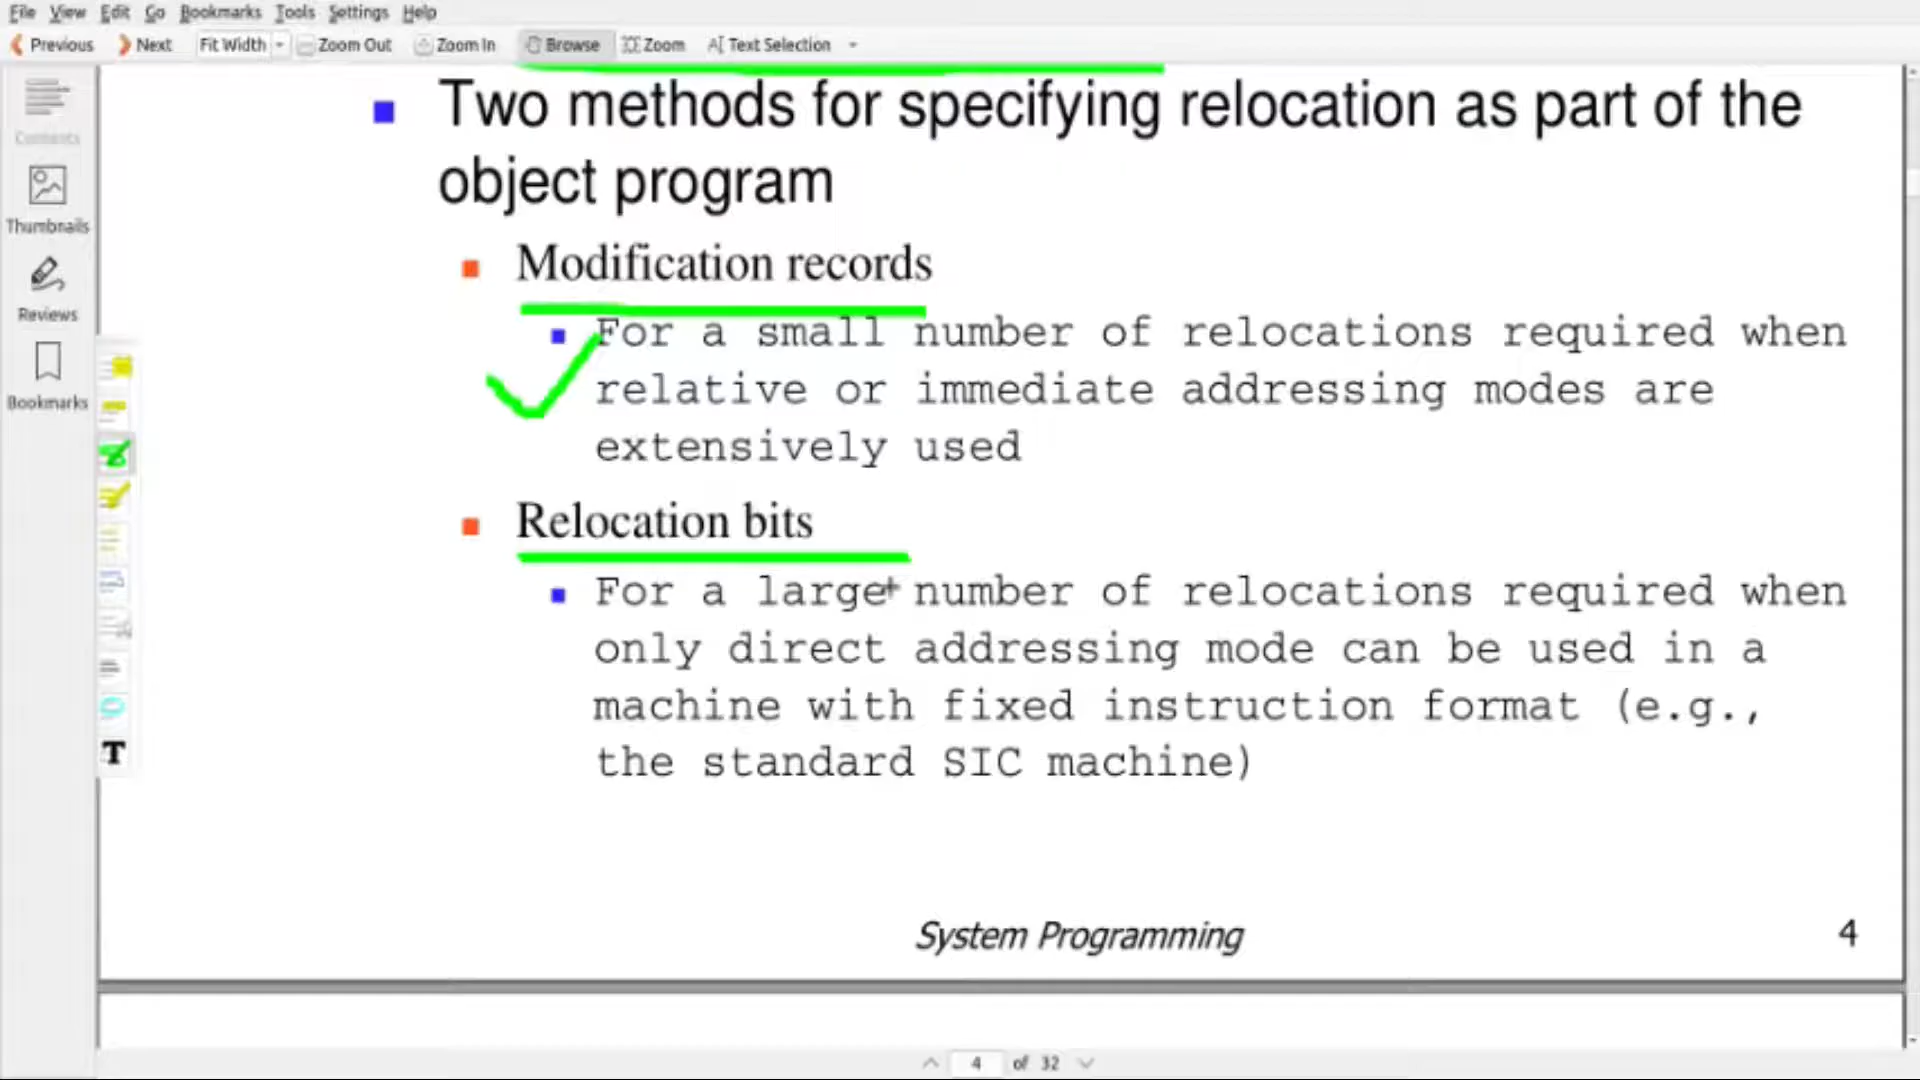 File View Edit Go Bookmarks Tools Settings Help
Previous Next Fit Width Zoom Out Zoom In Browse Zoom Text Selection
Contents
Thumbnails
Reviews
Bookmarks
T
Two methods for specifying relocation as part of the
object program
Modification records
For a small number of relocations required when
relative or immediate addressing modes are
extensively used
Relocation bits
For a large number of relocations required when
only direct addressing mode can be used in a
machine with fixed instruction format (e.g.,
the standard SIC machine)
System Programming 4
4 of 32